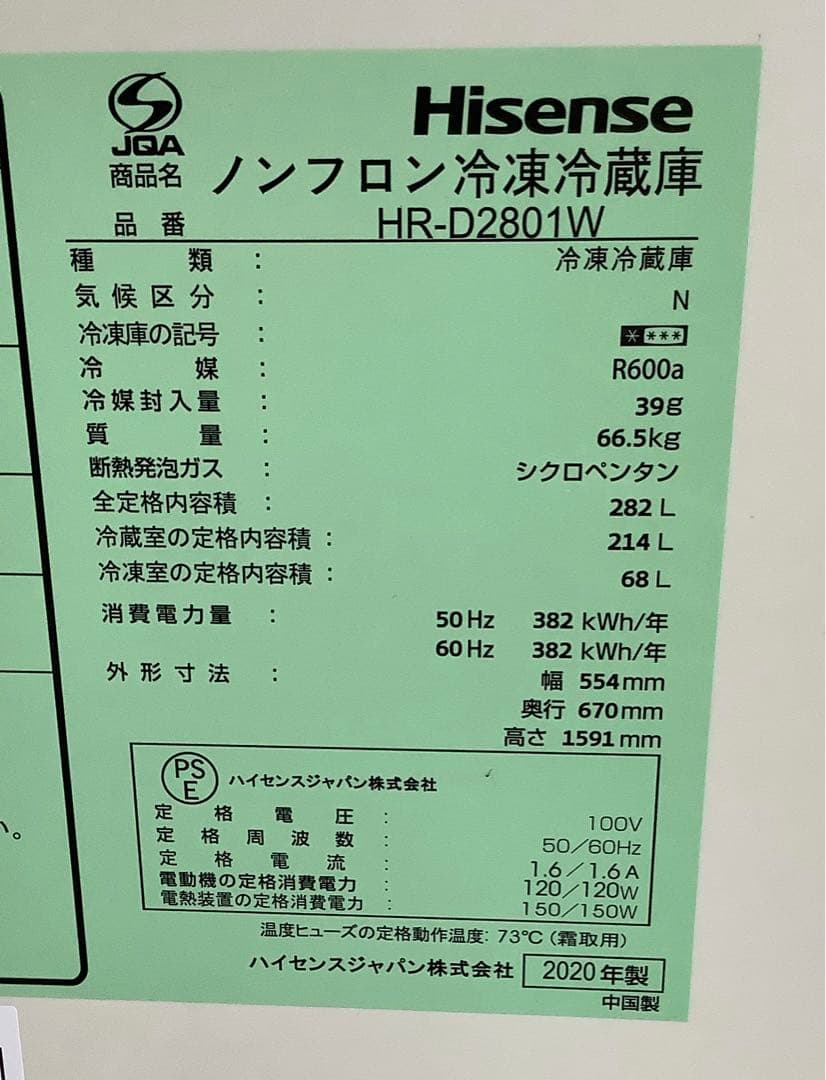 JQA
Hisense
商品名 ノンフロン冷凍冷蔵庫
品番 HR-D2801W
種類 : 冷凍冷蔵庫
気候区分 : N
冷凍庫の記号 : * ***
冷媒 : R600a
冷媒封入量 : 39g
質量 : 66.5kg
断熱発泡ガス : シクロペンタン
全定格内容積 : 282 L
冷蔵室の定格内容積 : 214 L
冷凍室の定格内容積 : 68 L
消費電力量 : 50Hz 382 kWh/年
60Hz 382 kWh/年
外形寸法 : 幅 554mm
奥行 670mm
高さ 1591mm
PSE ハイセンスジャパン株式会社
定格電圧 : 100V
定格周波数 : 50/60Hz
定格電流 : 1.6/1.6A
電動機の定格消費電力 : 120/120W
電熱装置の定格消費電力 : 150/150W
温度ヒューズの定格動作温度: 73℃(霜取用)
ハイセンスジャパン株式会社 2020年製
中国製
い。